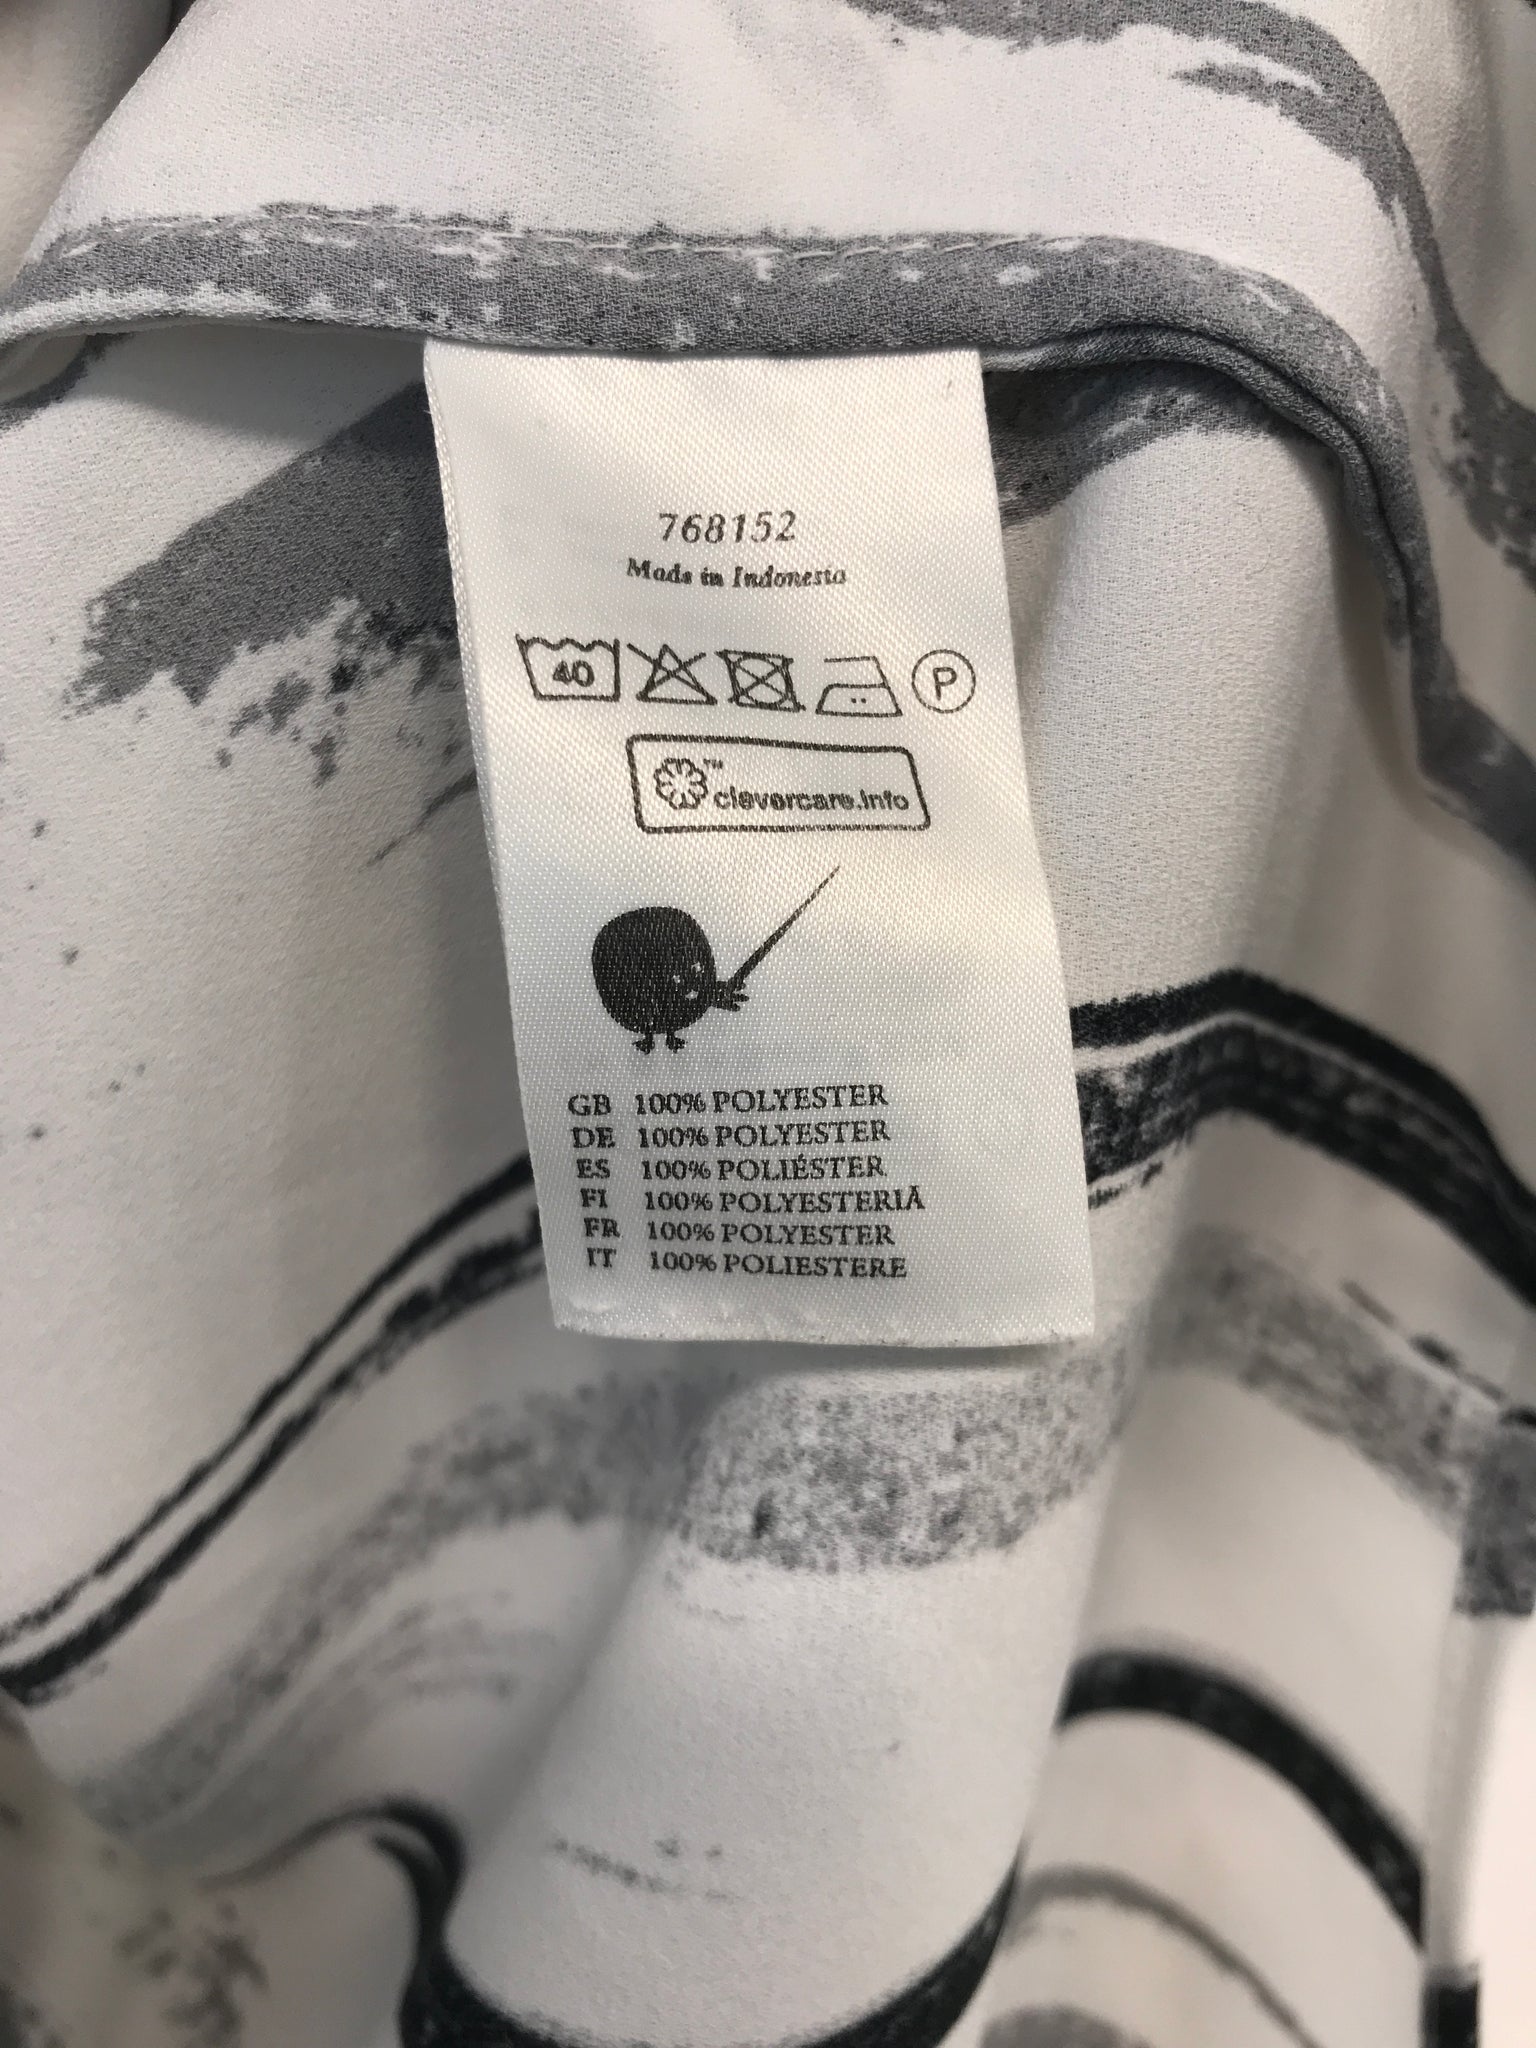 768152
Made in Indonesia
40 P
™ clevercare.info
GB 100% POLYESTER
DE 100% POLYESTER
ES 100% POLIÉSTER
FI 100% POLYESTERIÄ
FR 100% POLYESTER
IT 100% POLIESTERE